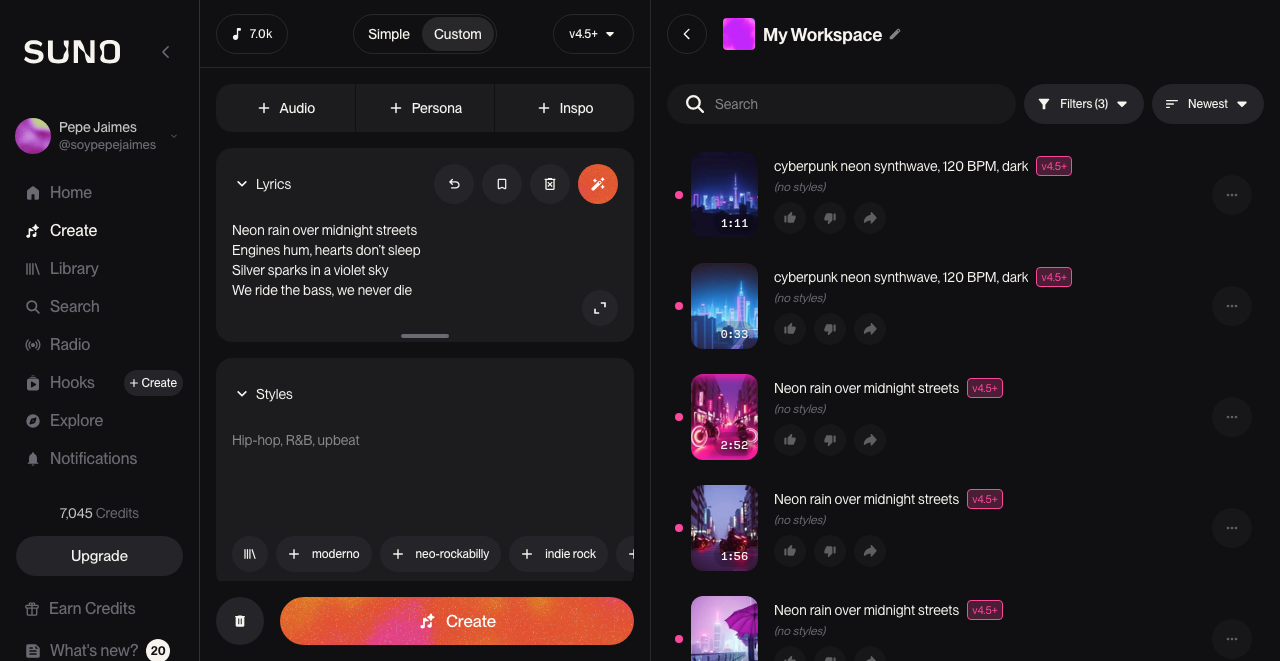 SUNO
Pepe Jaimes
@soypepejaimes
Home
Create
Library
Search
Radio
Hooks
+ Create
Explore
Notifications
7,045 Credits
Upgrade
Earn Credits
What's new? 20
7.0k
Simple
Custom
v4.5+
+ Audio
+ Persona
+ Inspo
Lyrics
Neon rain over midnight streets
Engines hum, hearts don't sleep
Silver sparks in a violet sky
We ride the bass, we never die
Styles
Hip-hop, R&B, upbeat
+ moderno
+ neo-rockabilly
+ indie rock
+
Create
My Workspace
Search
Filters (3)
Newest
cyberpunk neon synthwave, 120 BPM, dark v4.5+
(no styles)
1:11
cyberpunk neon synthwave, 120 BPM, dark v4.5+
(no styles)
0:33
Neon rain over midnight streets v4.5+
(no styles)
2:52
Neon rain over midnight streets v4.5+
(no styles)
1:56
Neon rain over midnight streets v4.5+
(no styles)